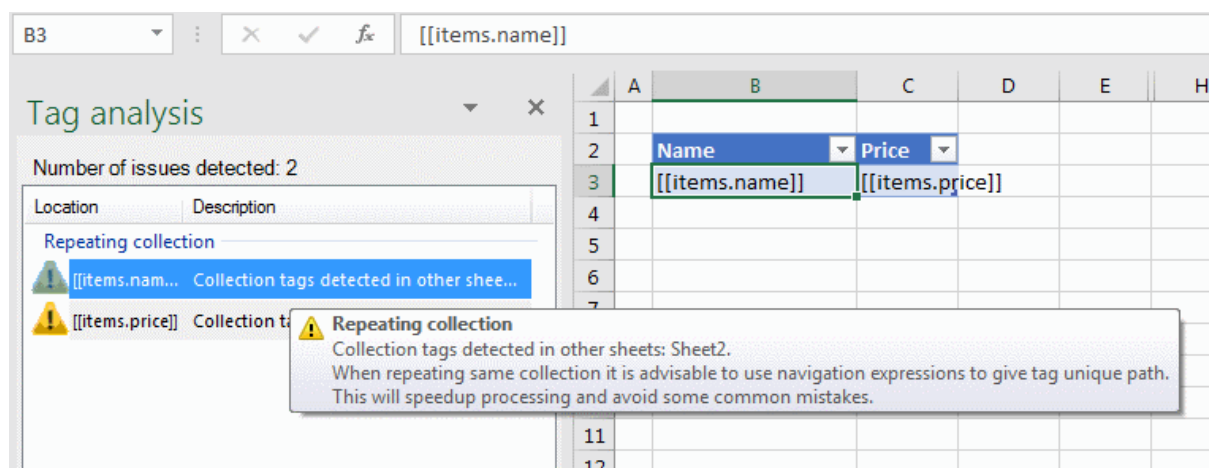 B3 fx [[items.name]]
Tag analysis
Number of issues detected: 2
Location Description
Repeating collection
[[items.nam... Collection tags detected in other shee...
[[items.price]] Collection
A B C D E H
1
2 Name Price
3 [[items.name]] [[items.price]]
4
5
6
Repeating collection
Collection tags detected in other sheets: Sheet2.
When repeating same collection it is advisable to use navigation expressions to give tag unique path.
This will speedup processing and avoid some common mistakes.
11
12